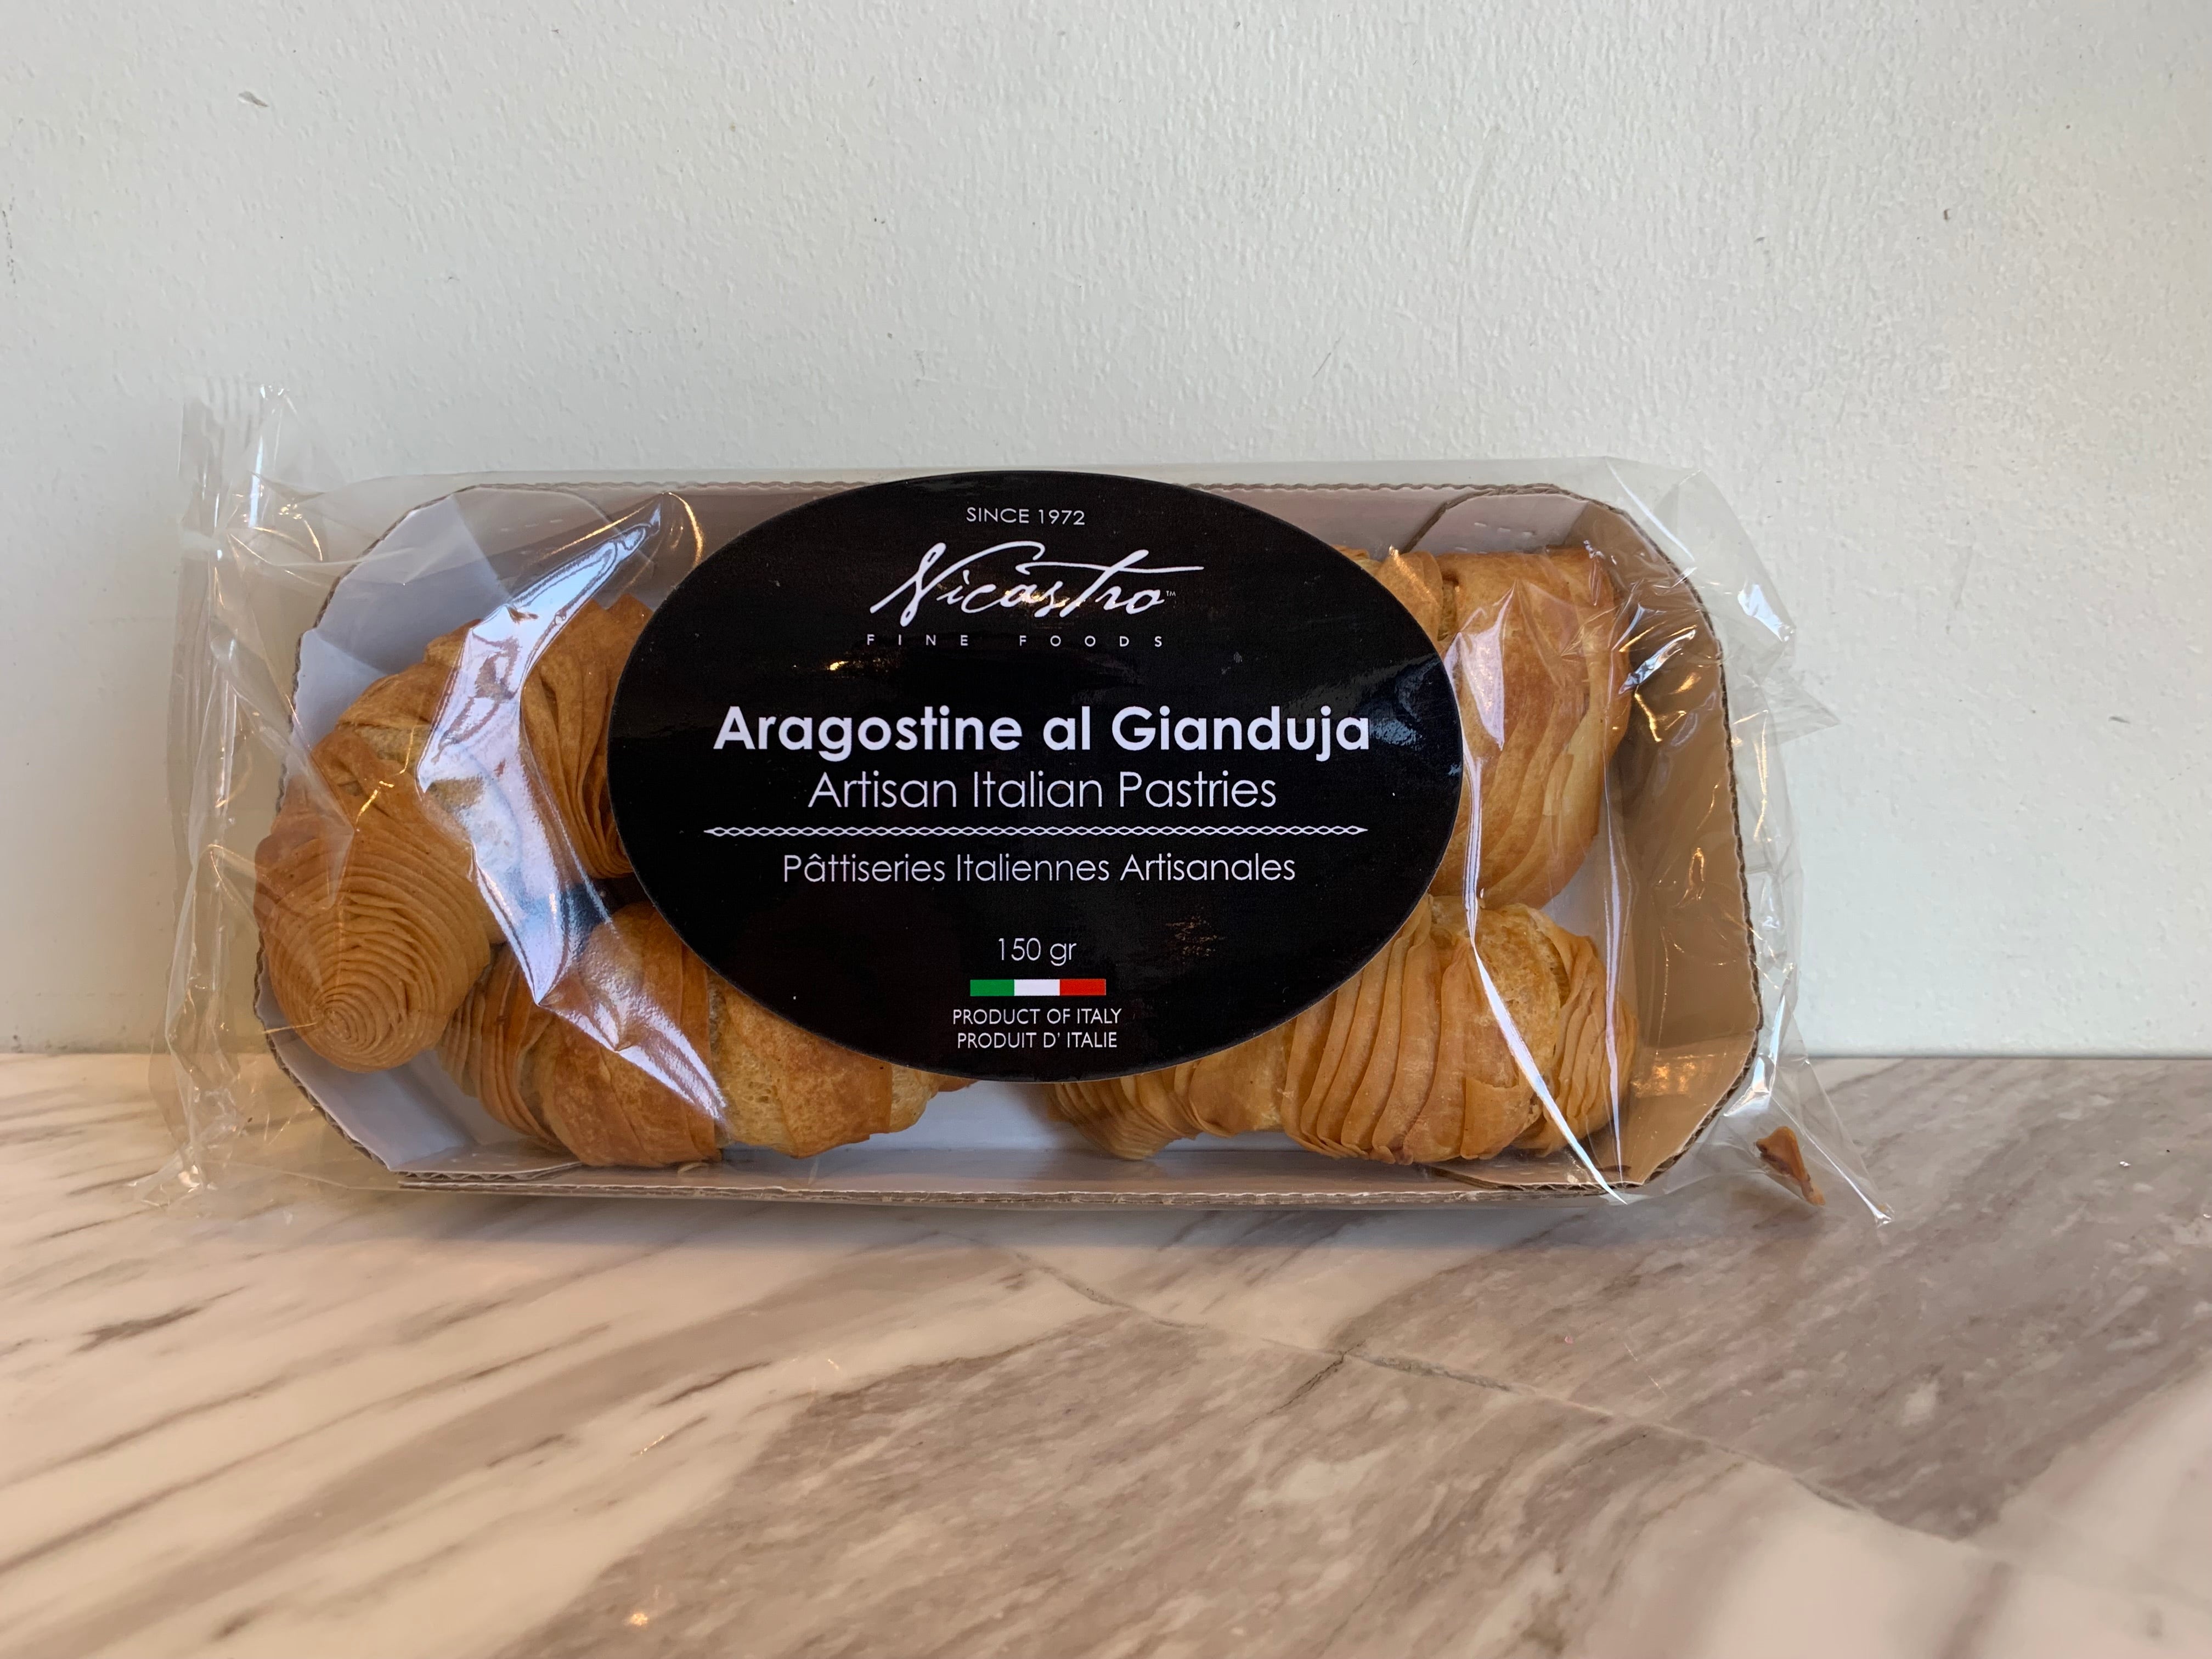 SINCE 1972
Nicastro™
FINE FOODS
Aragostine al Gianduja
Artisan Italian Pastries
Pâttiseries Italiennes Artisanales
150 gr
PRODUCT OF ITALY
PRODUIT D' ITALIE